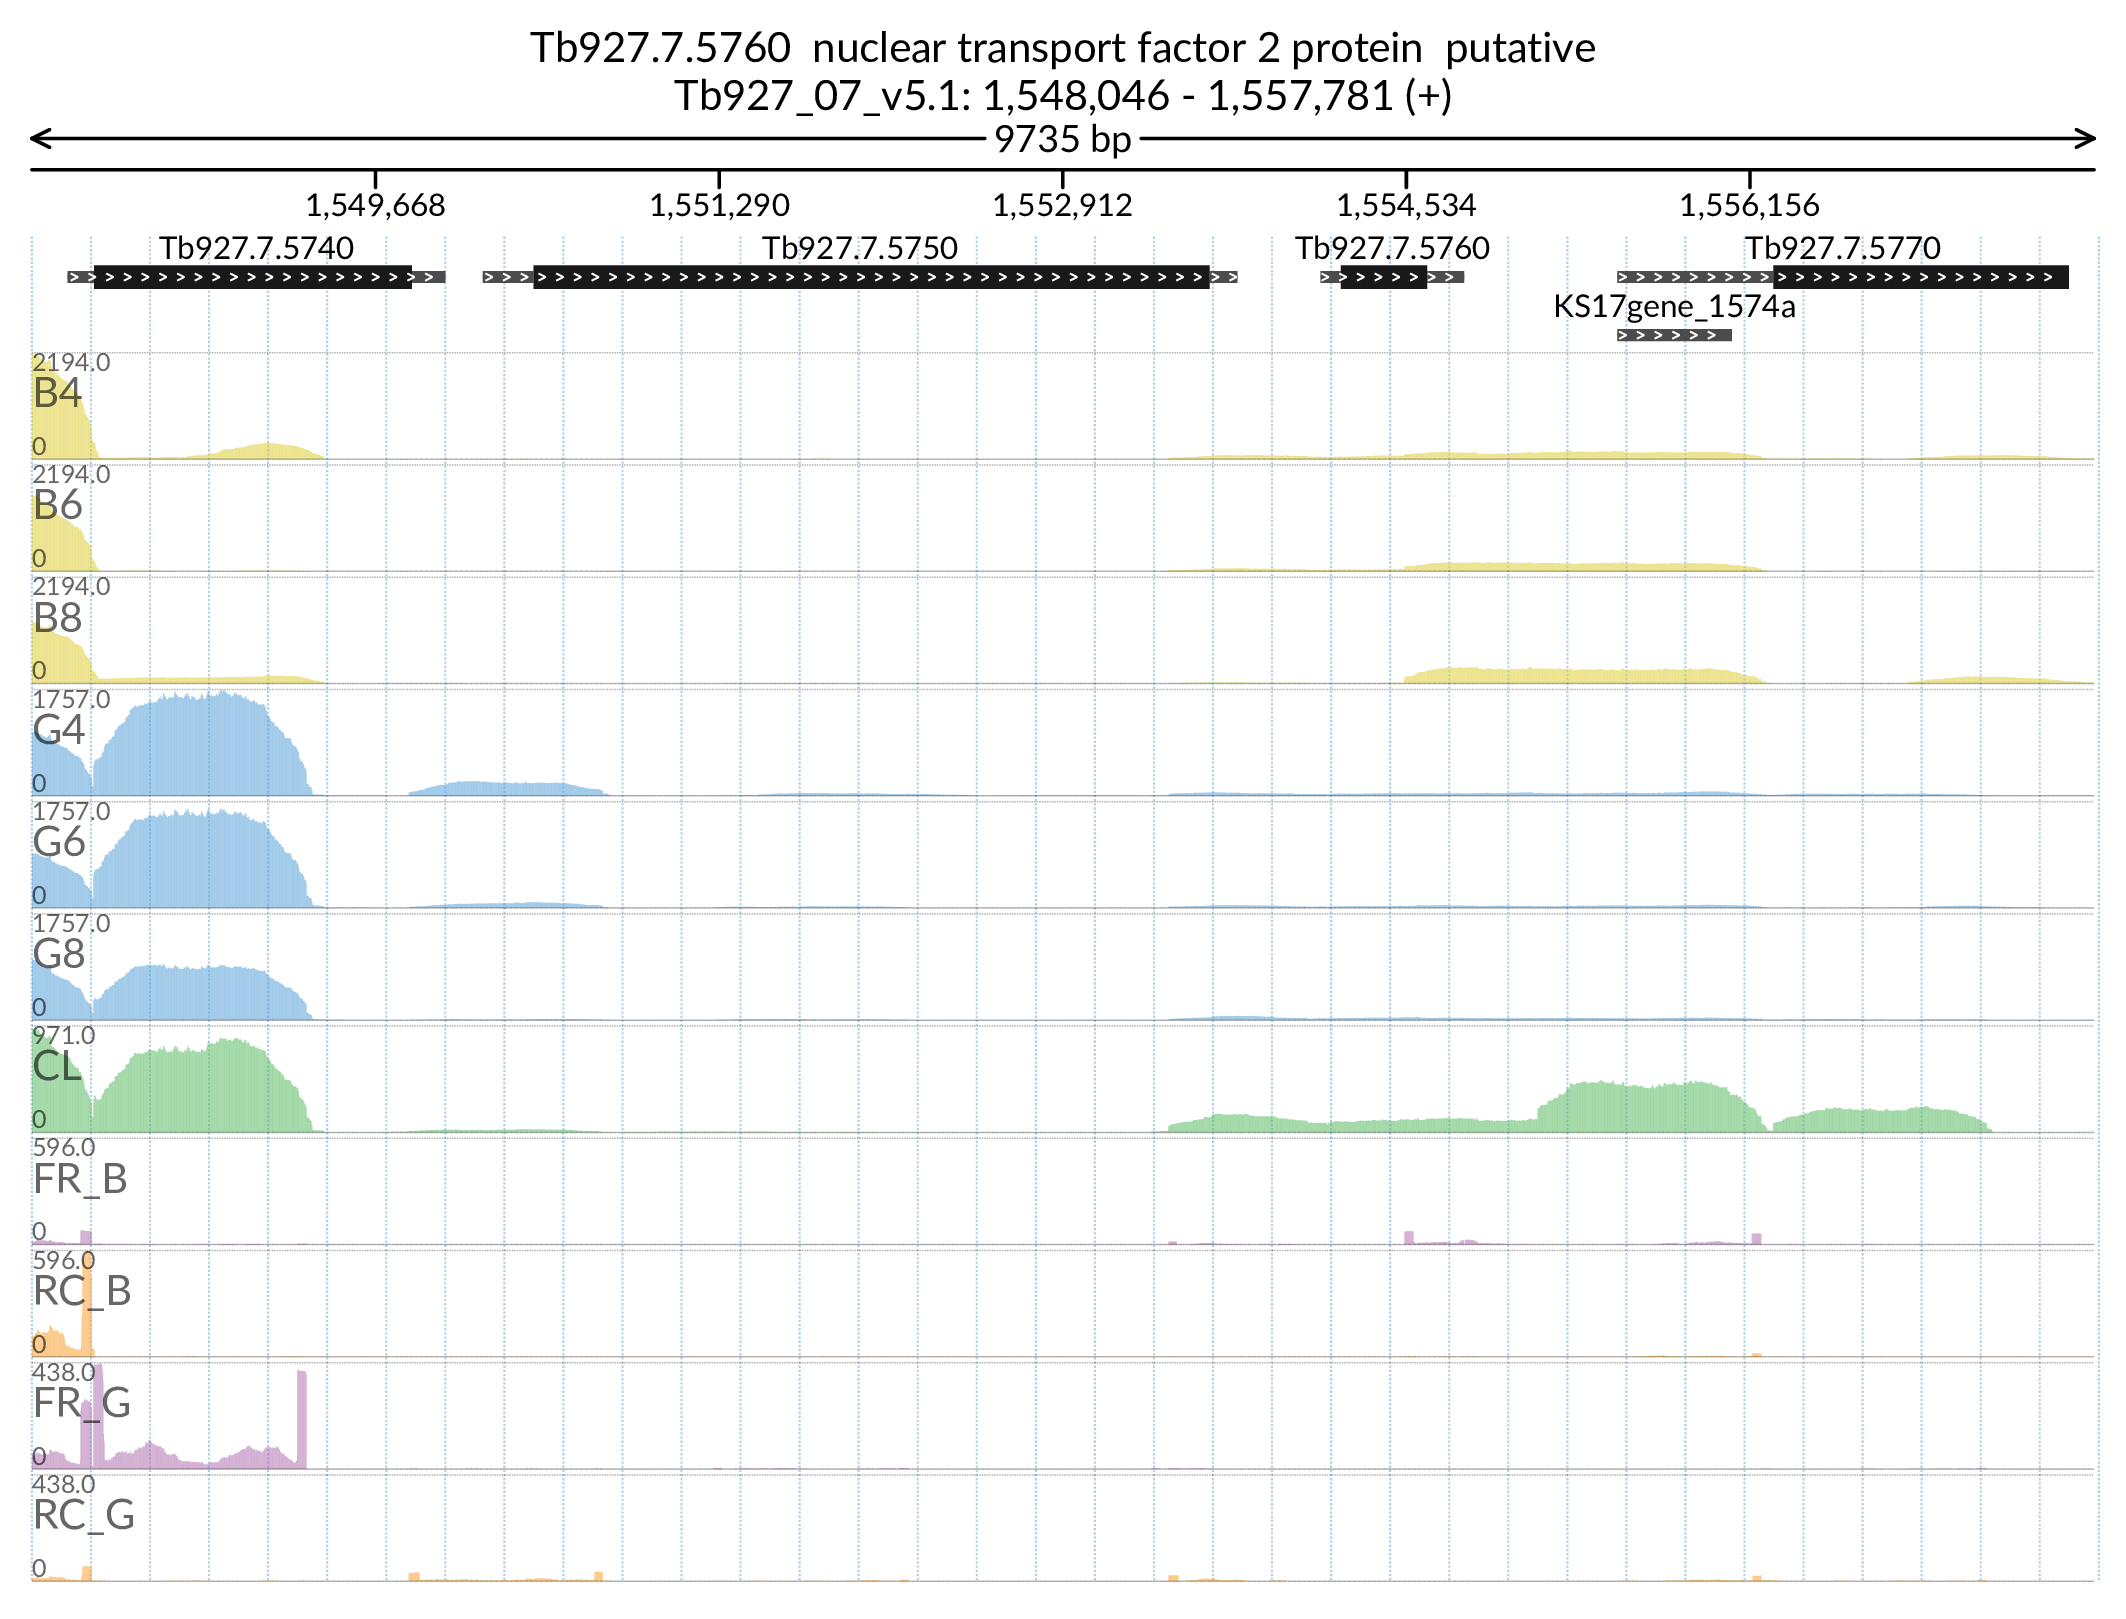 Tb927.7.5760  nuclear transport factor 2 protein  putative
Tb927_07_v5.1: 1,548,046 - 1,557,781 (+)
9735 bp
1,549,668 1,551,290 1,552,912 1,554,534 1,556,156
Tb927.7.5740 Tb927.7.5750 Tb927.7.5760 Tb927.7.5770
KS17gene_1574a
2194.0
B4
0
2194.0
B6
0
2194.0
B8
0
1757.0
G4
0
1757.0
G6
0
1757.0
G8
0
971.0
CL
0
596.0
FR_B
0
596.0
RC_B
0
438.0
FR_G
0
438.0
RC_G
0